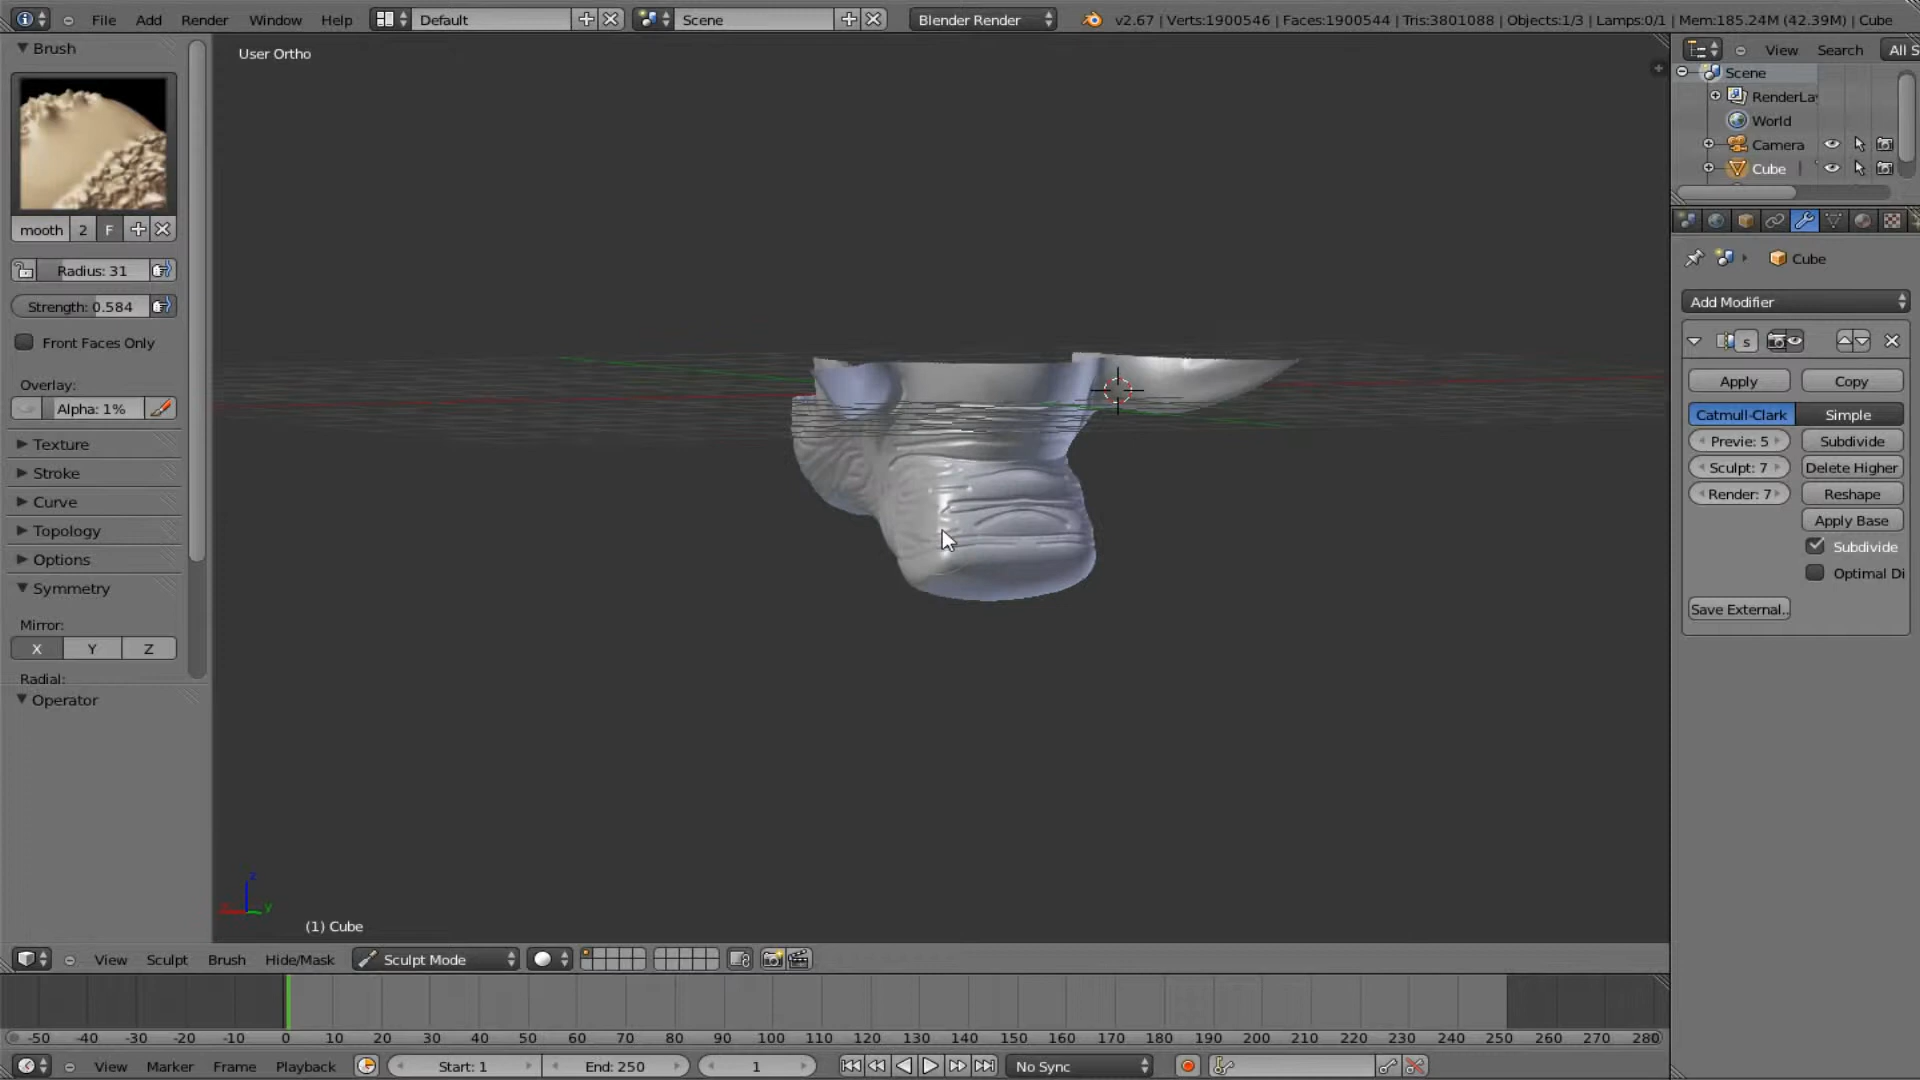 File Add Render Window Help Default Scene Blender Render v2.67 | Verts:1900546 | Faces:1900544 | Tris:3801088 | Objects:1/3 | Lamps:0/1 | Mem:185.24M (42.39M) | Cube
Brush
User Ortho
View Search All S
Scene
RenderLay
World
Camera
Cube
mooth 2 F
Radius: 31
Strength: 0.584
Front Faces Only
Overlay:
Alpha: 1%
Texture
Stroke
Curve
Topology
Options
Symmetry
Mirror:
X Y Z
Radial:
Operator
Cube
Add Modifier
s
Apply Copy
Catmull-Clark Simple
Previe: 5 Subdivide
Sculpt: 7 Delete Higher
Render: 7 Reshape
Apply Base
Subdivide
Optimal Di
Save External..
z
y
(1) Cube
View Sculpt Brush Hide/Mask Sculpt Mode
-50 -40 -30 -20 -10 0 10 20 30 40 50 60 70 80 90 100 110 120 130 140 150 160 170 180 190 200 210 220 230 240 250 260 270 280
View Marker Frame Playback Start: 1 End: 250 1 No Sync